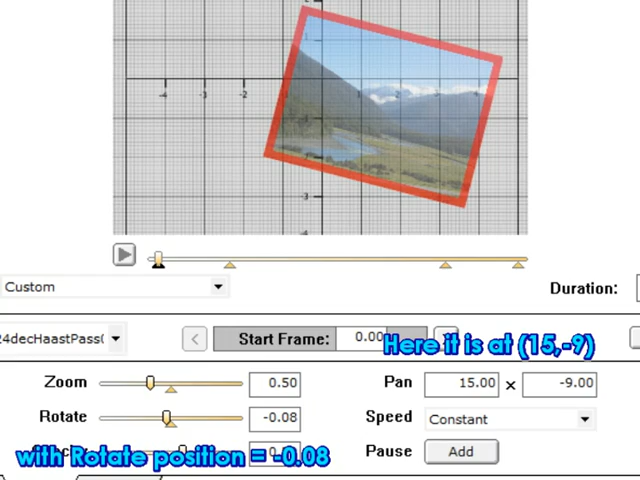 -4 -3 -2 1
-3
Custom
Duration:
24decHaastPass(
Start Frame: 0.00
Here it is at (15,-9)
Zoom 0.50 Pan 15.00 x -9.00
Rotate -0.08 Speed Constant
with Rotate position = -0.08
Pause Add